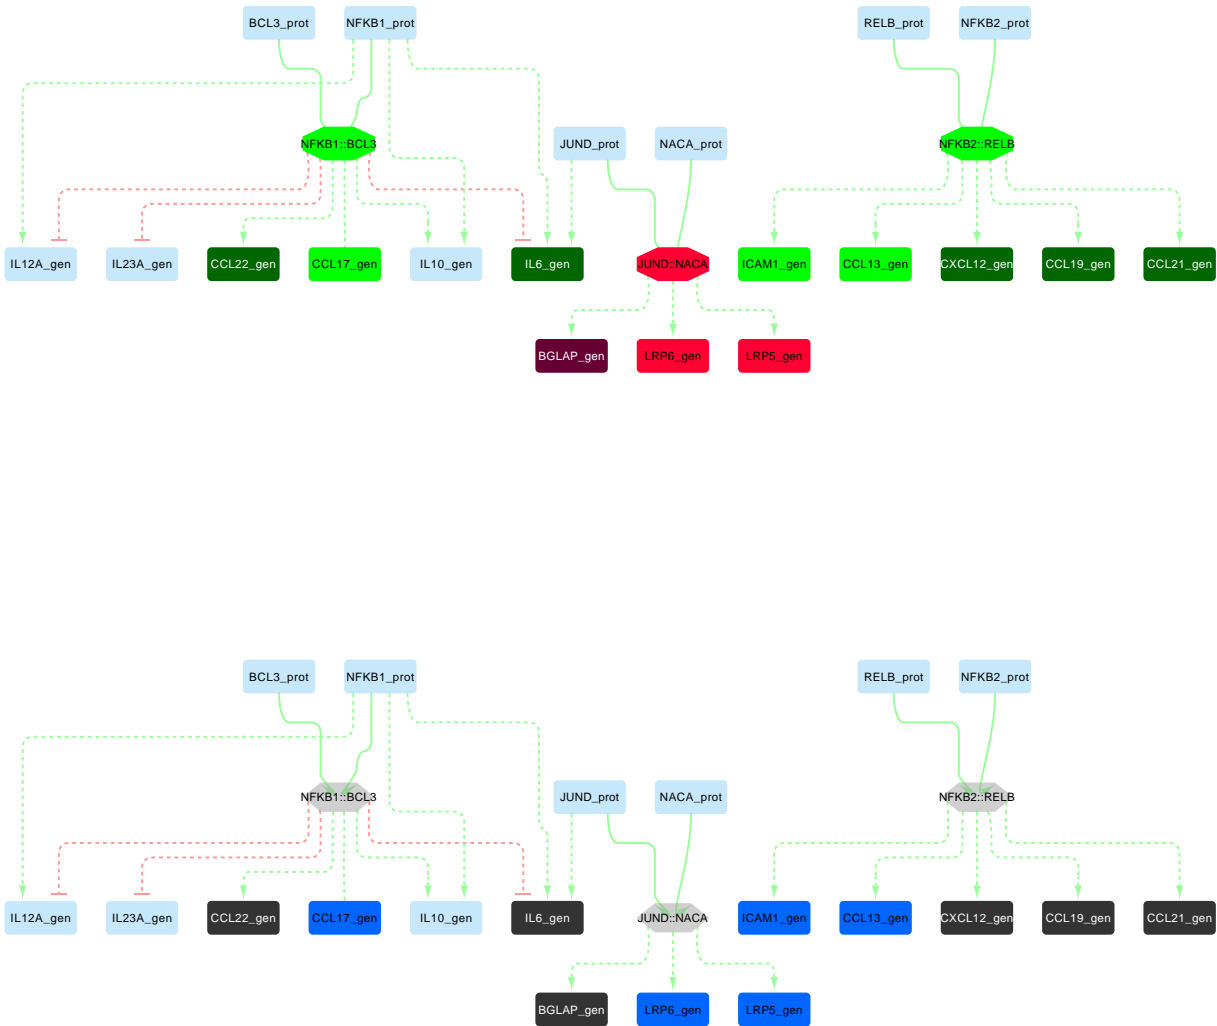 BCL3_prot
NFKB1_prot
RELB_prot
NFKB2_prot
NFKB1::BCL3
JUND_prot
NACA_prot
NFKB2::RELB
IL12A_gen
IL23A_gen
CCL22_gen
CCL17_gen
IL10_gen
IL6_gen
JUND::NACA
ICAM1_gen
CCL13_gen
CXCL12_gen
CCL19_gen
CCL21_gen
BGLAP_gen
LRP6_gen
LRP5_gen
BCL3_prot
NFKB1_prot
RELB_prot
NFKB2_prot
NFKB1::BCL3
JUND_prot
NACA_prot
NFKB2::RELB
IL12A_gen
IL23A_gen
CCL22_gen
CCL17_gen
IL10_gen
IL6_gen
JUND::NACA
ICAM1_gen
CCL13_gen
CXCL12_gen
CCL19_gen
CCL21_gen
BGLAP_gen
LRP6_gen
LRP5_gen